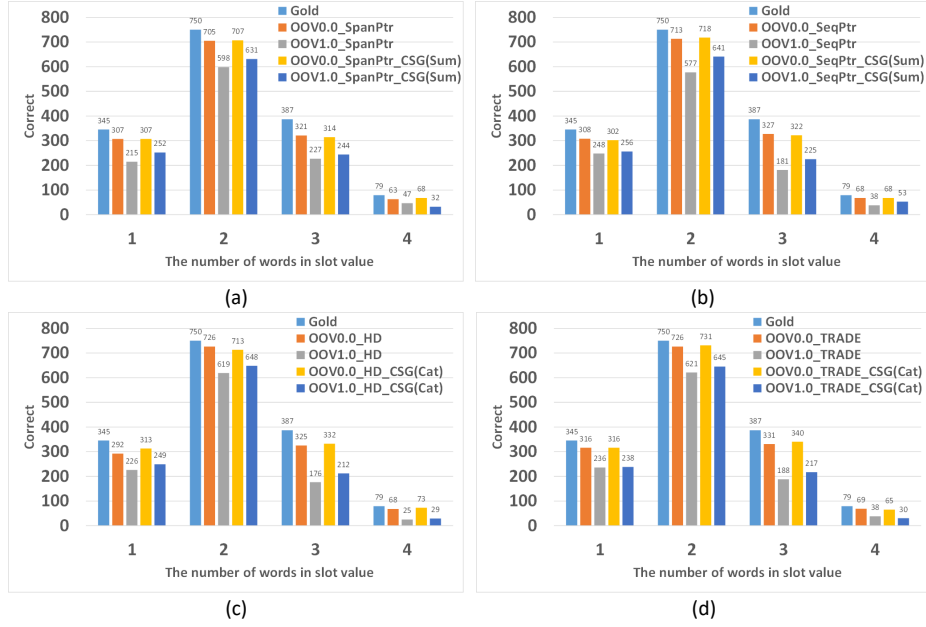 Gold
OOV0.0_SpanPtr
OOV1.0_SpanPtr
OOV0.0_SpanPtr_CSG(Sum)
OOV1.0_SpanPtr_CSG(Sum)
800
700
600
500
400
300
200
100
0
Correct
345 307 215 307 252
750 705 598 707 631
387 321 227 314 244
79 63 47 68 32
1 2 3 4
The number of words in slot value
(a)
Gold
OOV0.0_SeqPtr
OOV1.0_SeqPtr
OOV0.0_SeqPtr_CSG(Sum)
OOV1.0_SeqPtr_CSG(Sum)
800
700
600
500
400
300
200
100
0
Correct
345 308 248 302 256
750 713 577 718 641
387 327 181 322 225
79 68 38 68 53
1 2 3 4
The number of words in slot value
(b)
Gold
OOV0.0_HD
OOV1.0_HD
OOV0.0_HD_CSG(Cat)
OOV1.0_HD_CSG(Cat)
800
700
600
500
400
300
200
100
0
Correct
345 292 226 313 249
750 726 619 713 648
387 325 176 332 212
79 68 25 73 29
1 2 3 4
The number of words in slot value
(c)
Gold
OOV0.0_TRADE
OOV1.0_TRADE
OOV0.0_TRADE_CSG(Cat)
OOV1.0_TRADE_CSG(Cat)
800
700
600
500
400
300
200
100
0
Correct
345 316 236 316 238
750 726 621 731 645
387 331 188 340 217
79 69 38 65 30
1 2 3 4
The number of words in slot value
(d)